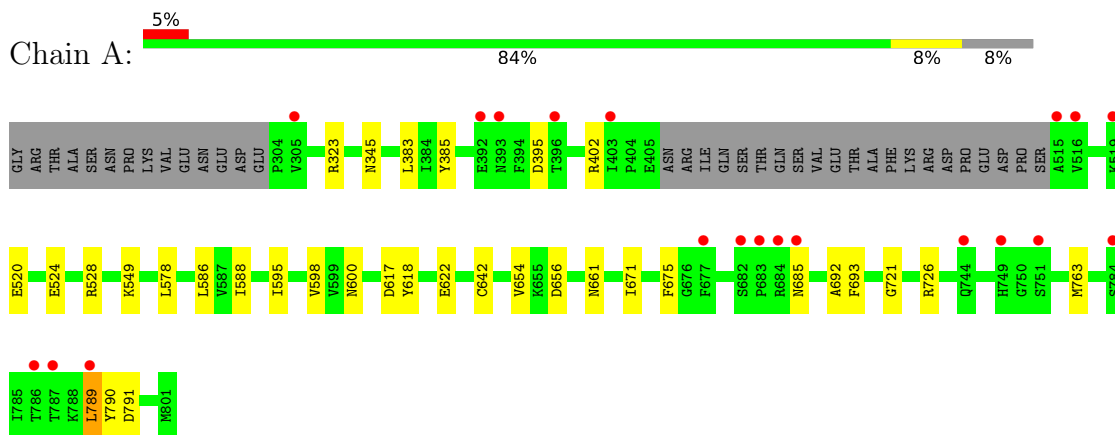 5%
Chain A:
84% 8% 8%
GLY ARG THR ALA SER ASN PRO LYS VAL GLU ASN GLU ASP GLU P304 V305 R323 N345 L383 I384 Y385 E392 N393 F394 D395 T396 R402 I403 P404 E405 ASN ARG ILE GLN SER THR GLN SER VAL GLU THR ALA PHE LYS ARG ASP PRO GLU ASP PRO SER A515 V516 K519
E520 E524 R528 K549 L578 L586 V587 I588 I595 V598 V599 N600 D617 Y618 E622 C642 V654 K655 D656 N661 I671 F675 G676 F677 S682 P683 R684 N685 A692 F693 G721 R726 Q744 H749 G750 S751 M763 S784
I785 T786 T787 K788 L789 Y790 D791 M801